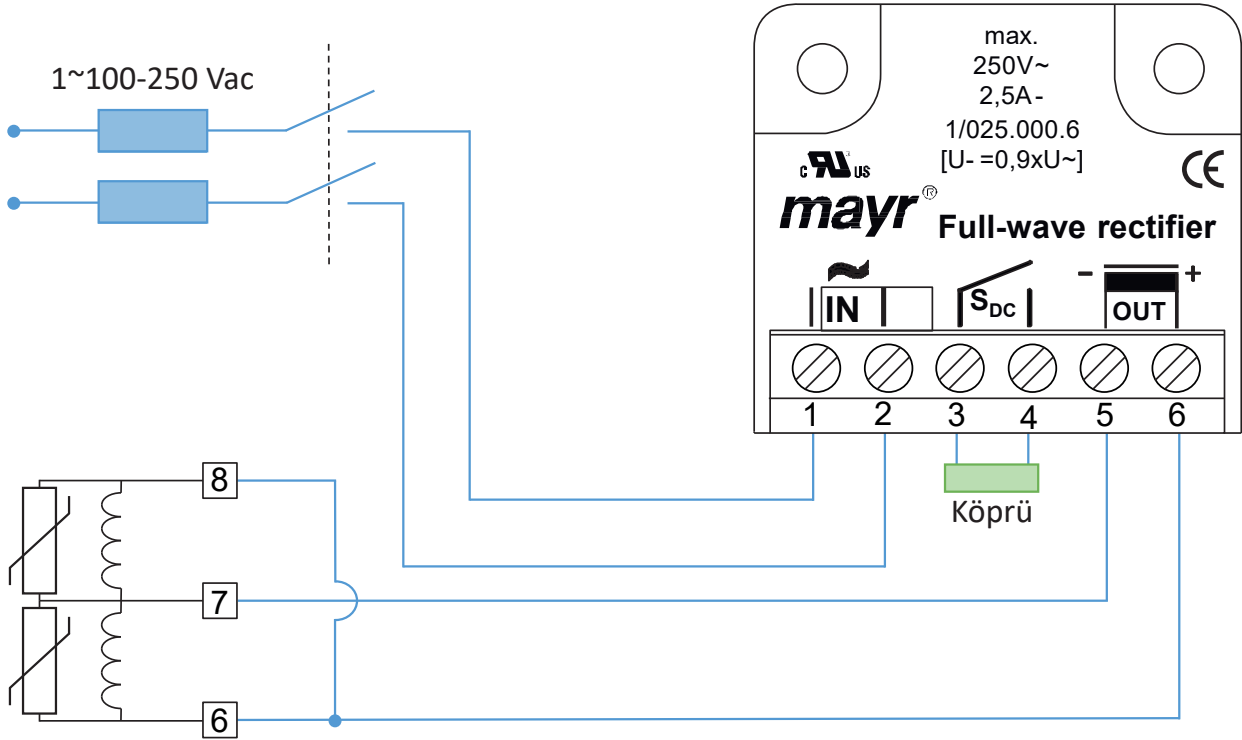 1~100-250 Vac
max.
250V~
2,5A-
1/025.000.6
[U- =0,9xU~]
c RU US
CE
mayr®
Full-wave rectifier
~
IN
SDC
- +
OUT
1 2 3 4 5 6
Köprü
8
7
6